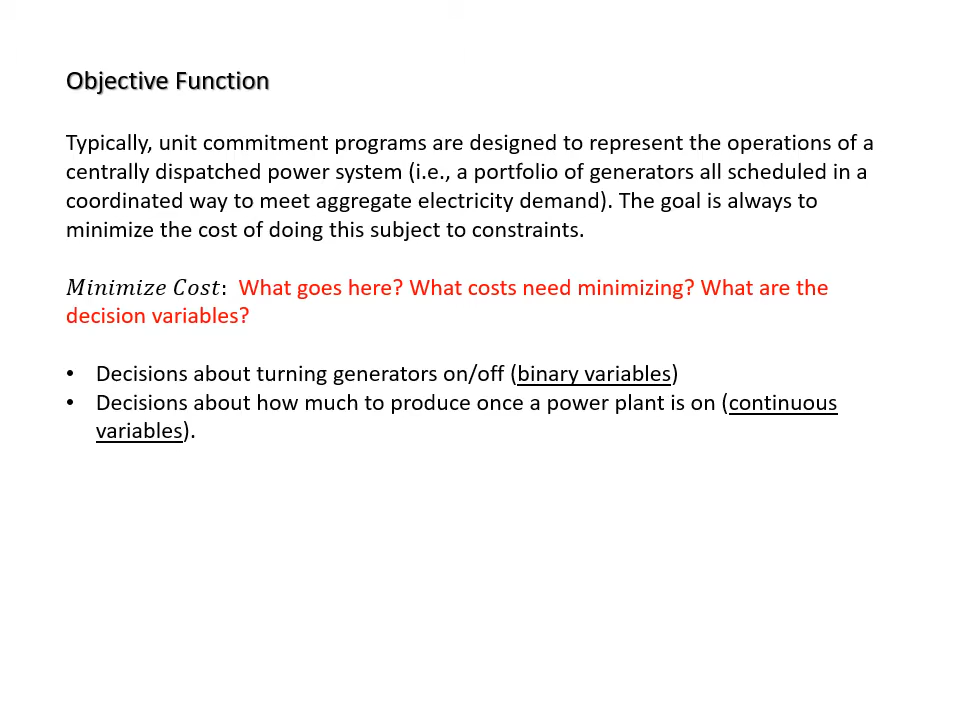 Objective Function
Typically, unit commitment programs are designed to represent the operations of a
centrally dispatched power system (i.e., a portfolio of generators all scheduled in a
coordinated way to meet aggregate electricity demand). The goal is always to
minimize the cost of doing this subject to constraints.
Minimize Cost: What goes here? What costs need minimizing? What are the
decision variables?
• Decisions about turning generators on/off (binary variables)
• Decisions about how much to produce once a power plant is on (continuous
variables).